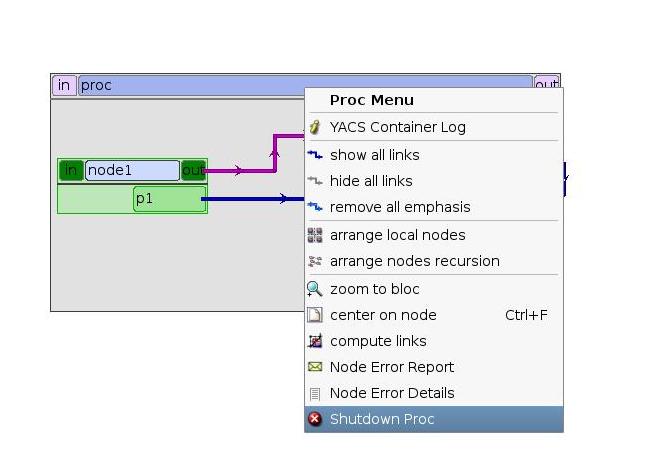 in proc out
Proc Menu
YACS Container Log
in node1 out
show all links
hide all links
p1
remove all emphasis
arrange local nodes
arrange nodes recursion
zoom to bloc
center on node Ctrl+F
compute links
Node Error Report
Node Error Details
Shutdown Proc